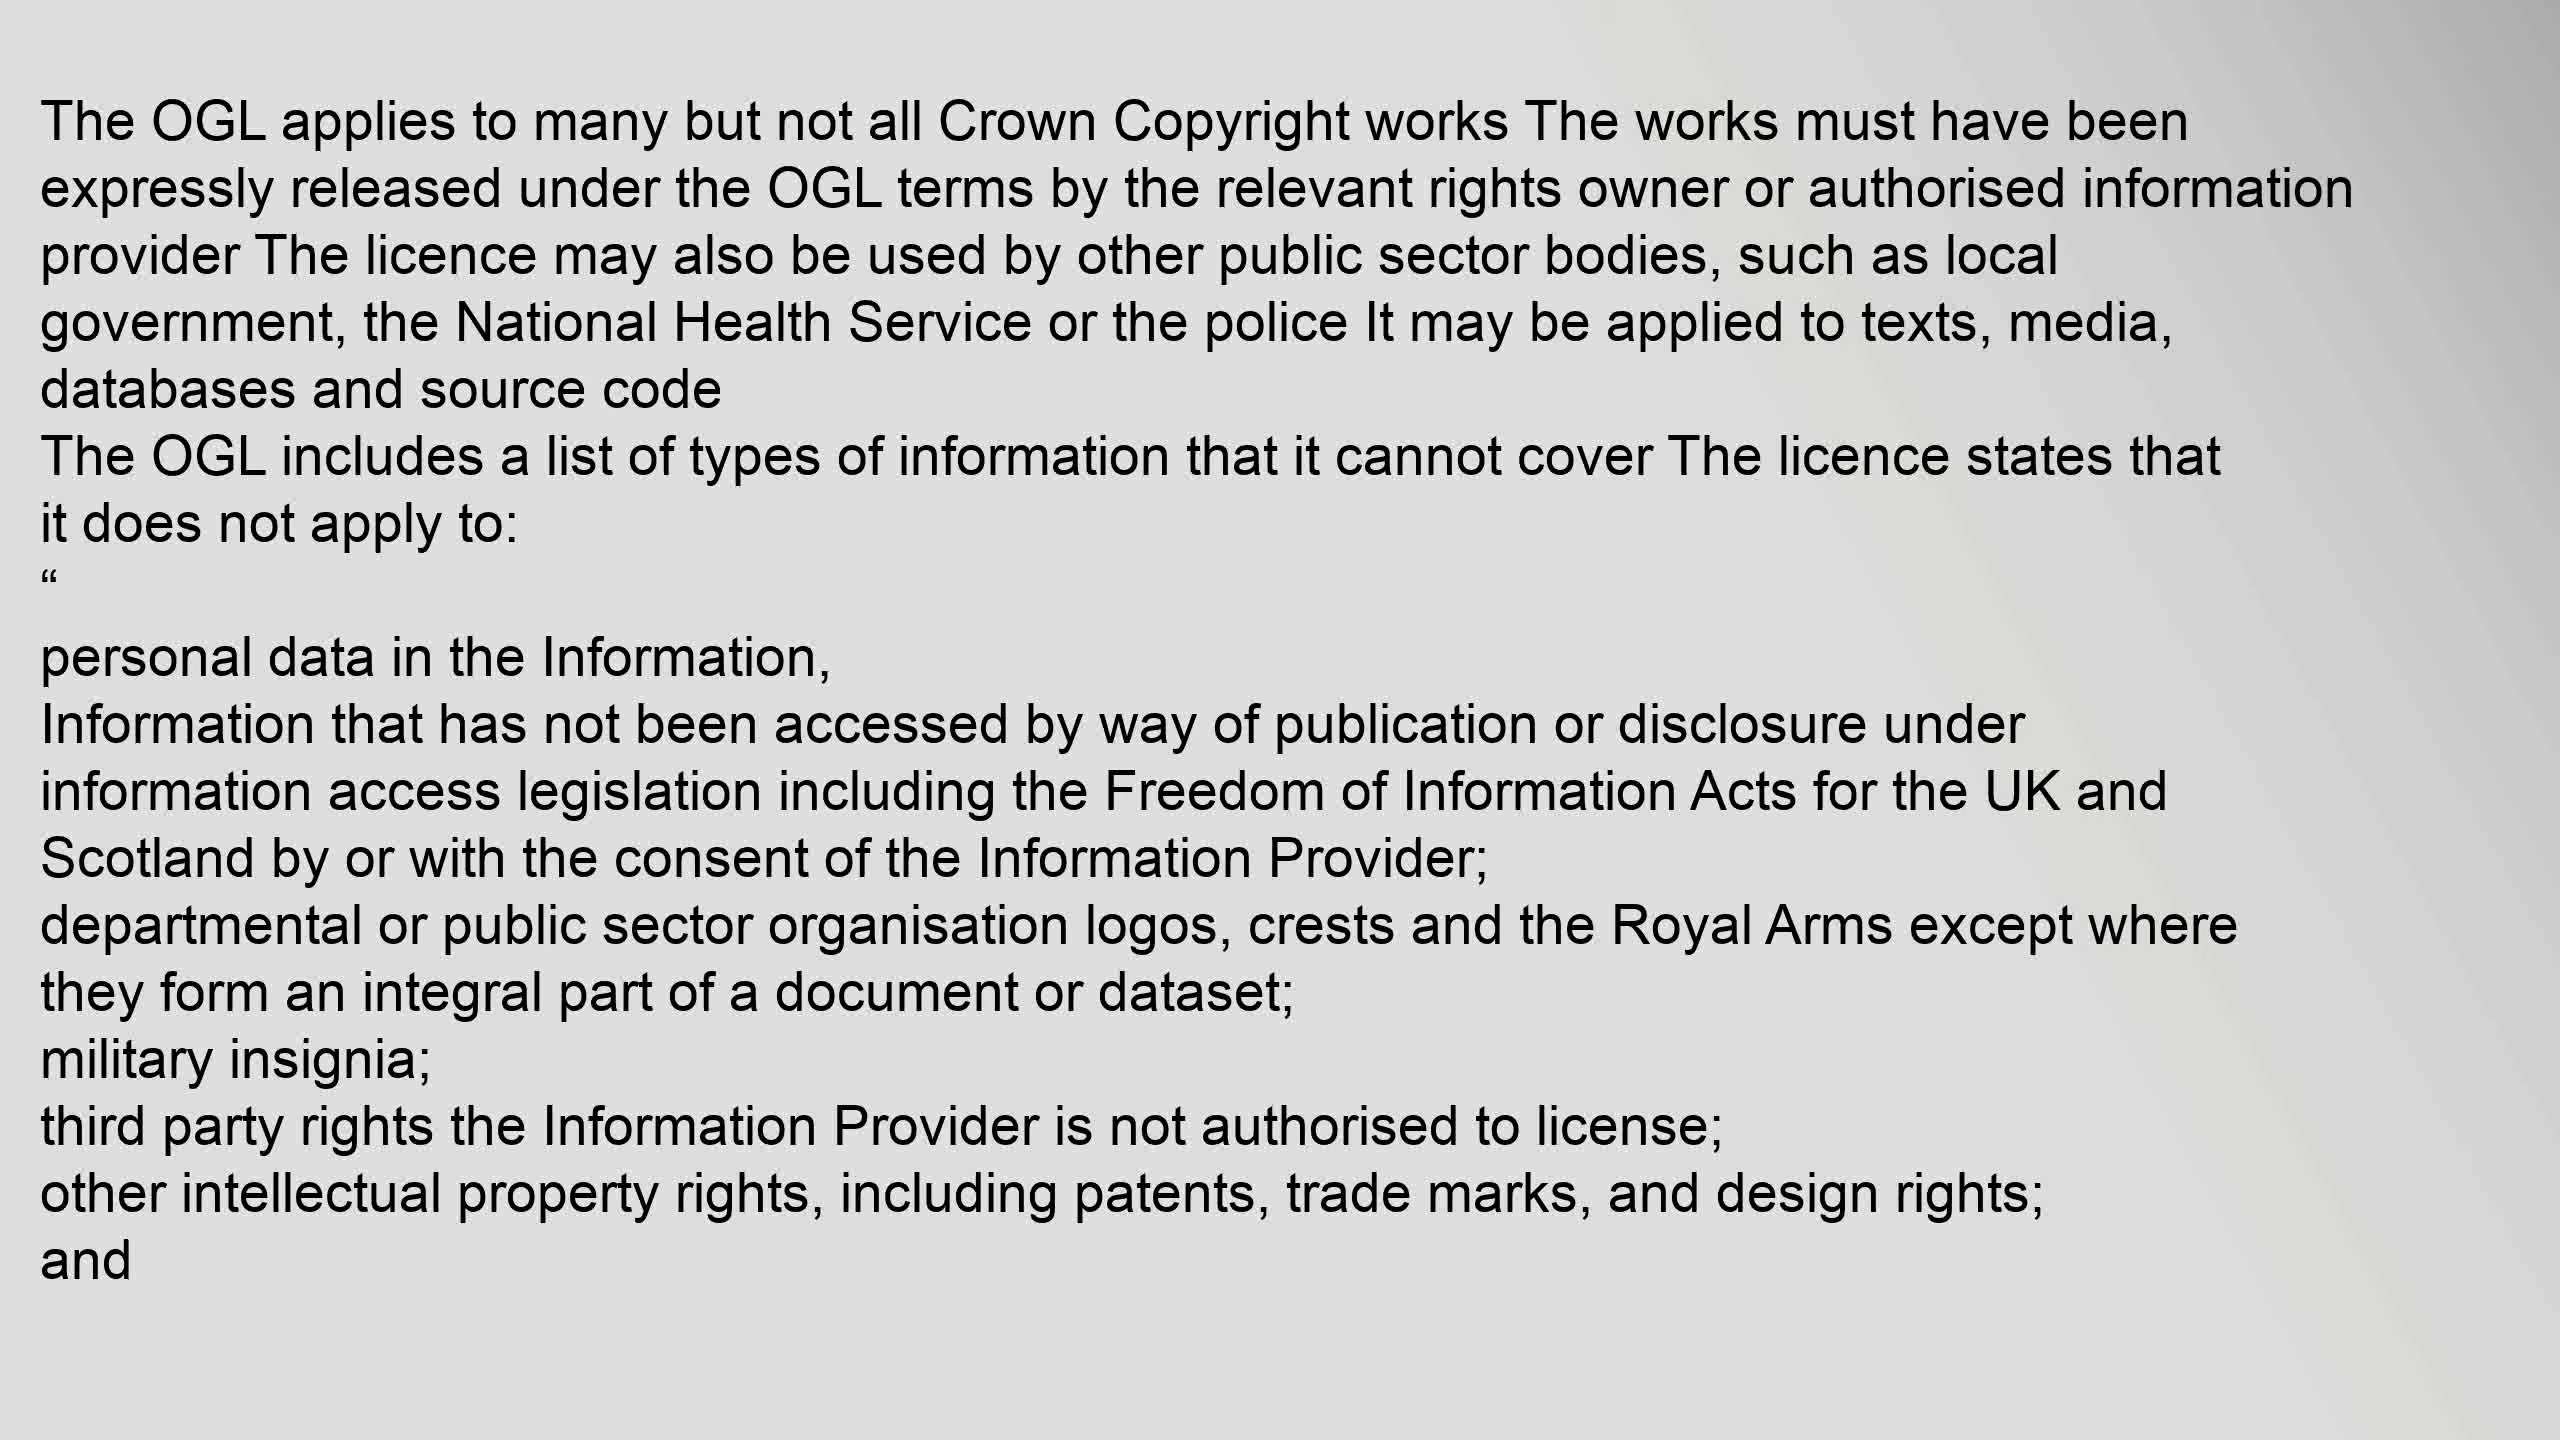 The OGL applies to many but not all Crown Copyright works The works must have been
expressly released under the OGL terms by the relevant rights owner or authorised information
provider The licence may also be used by other public sector bodies, such as local
government, the National Health Service or the police It may be applied to texts, media,
databases and source code
The OGL includes a list of types of information that it cannot cover The licence states that
it does not apply to:
“
personal data in the Information,
Information that has not been accessed by way of publication or disclosure under
information access legislation including the Freedom of Information Acts for the UK and
Scotland by or with the consent of the Information Provider;
departmental or public sector organisation logos, crests and the Royal Arms except where
they form an integral part of a document or dataset;
military insignia;
third party rights the Information Provider is not authorised to license;
other intellectual property rights, including patents, trade marks, and design rights;
and